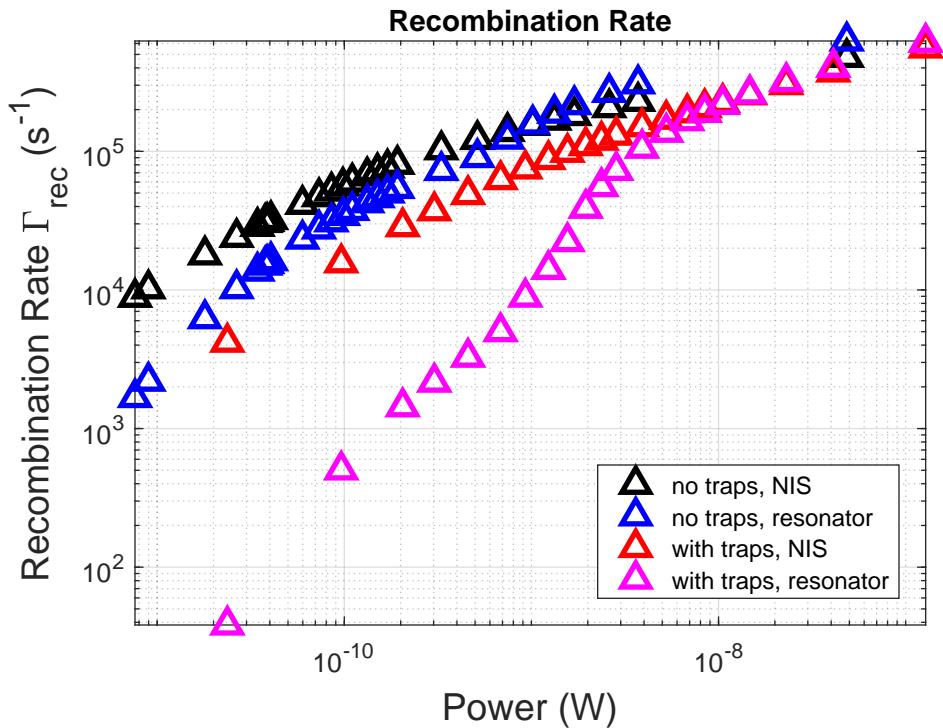 Recombination Rate
Recombination Rate Γrec (s-1)
10^5
10^4
10^3
10^2
10^-10
10^-8
Power (W)
no traps, NIS
no traps, resonator
with traps, NIS
with traps, resonator